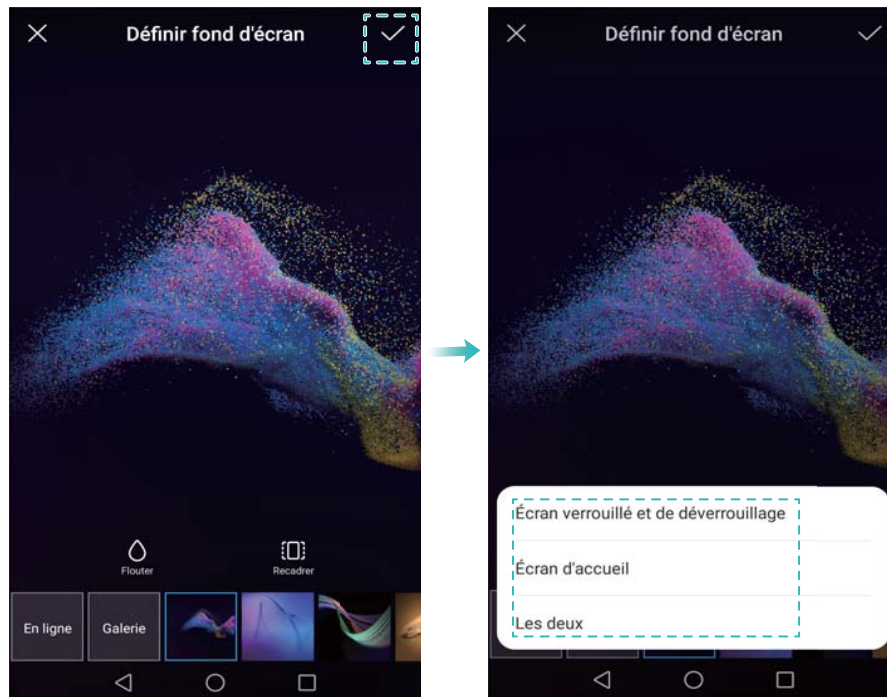 Définir fond d'écran
Flouter
Recadrer
En ligne
Galerie
Définir fond d'écran
Écran verrouillé et de déverrouillage
Écran d'accueil
Les deux